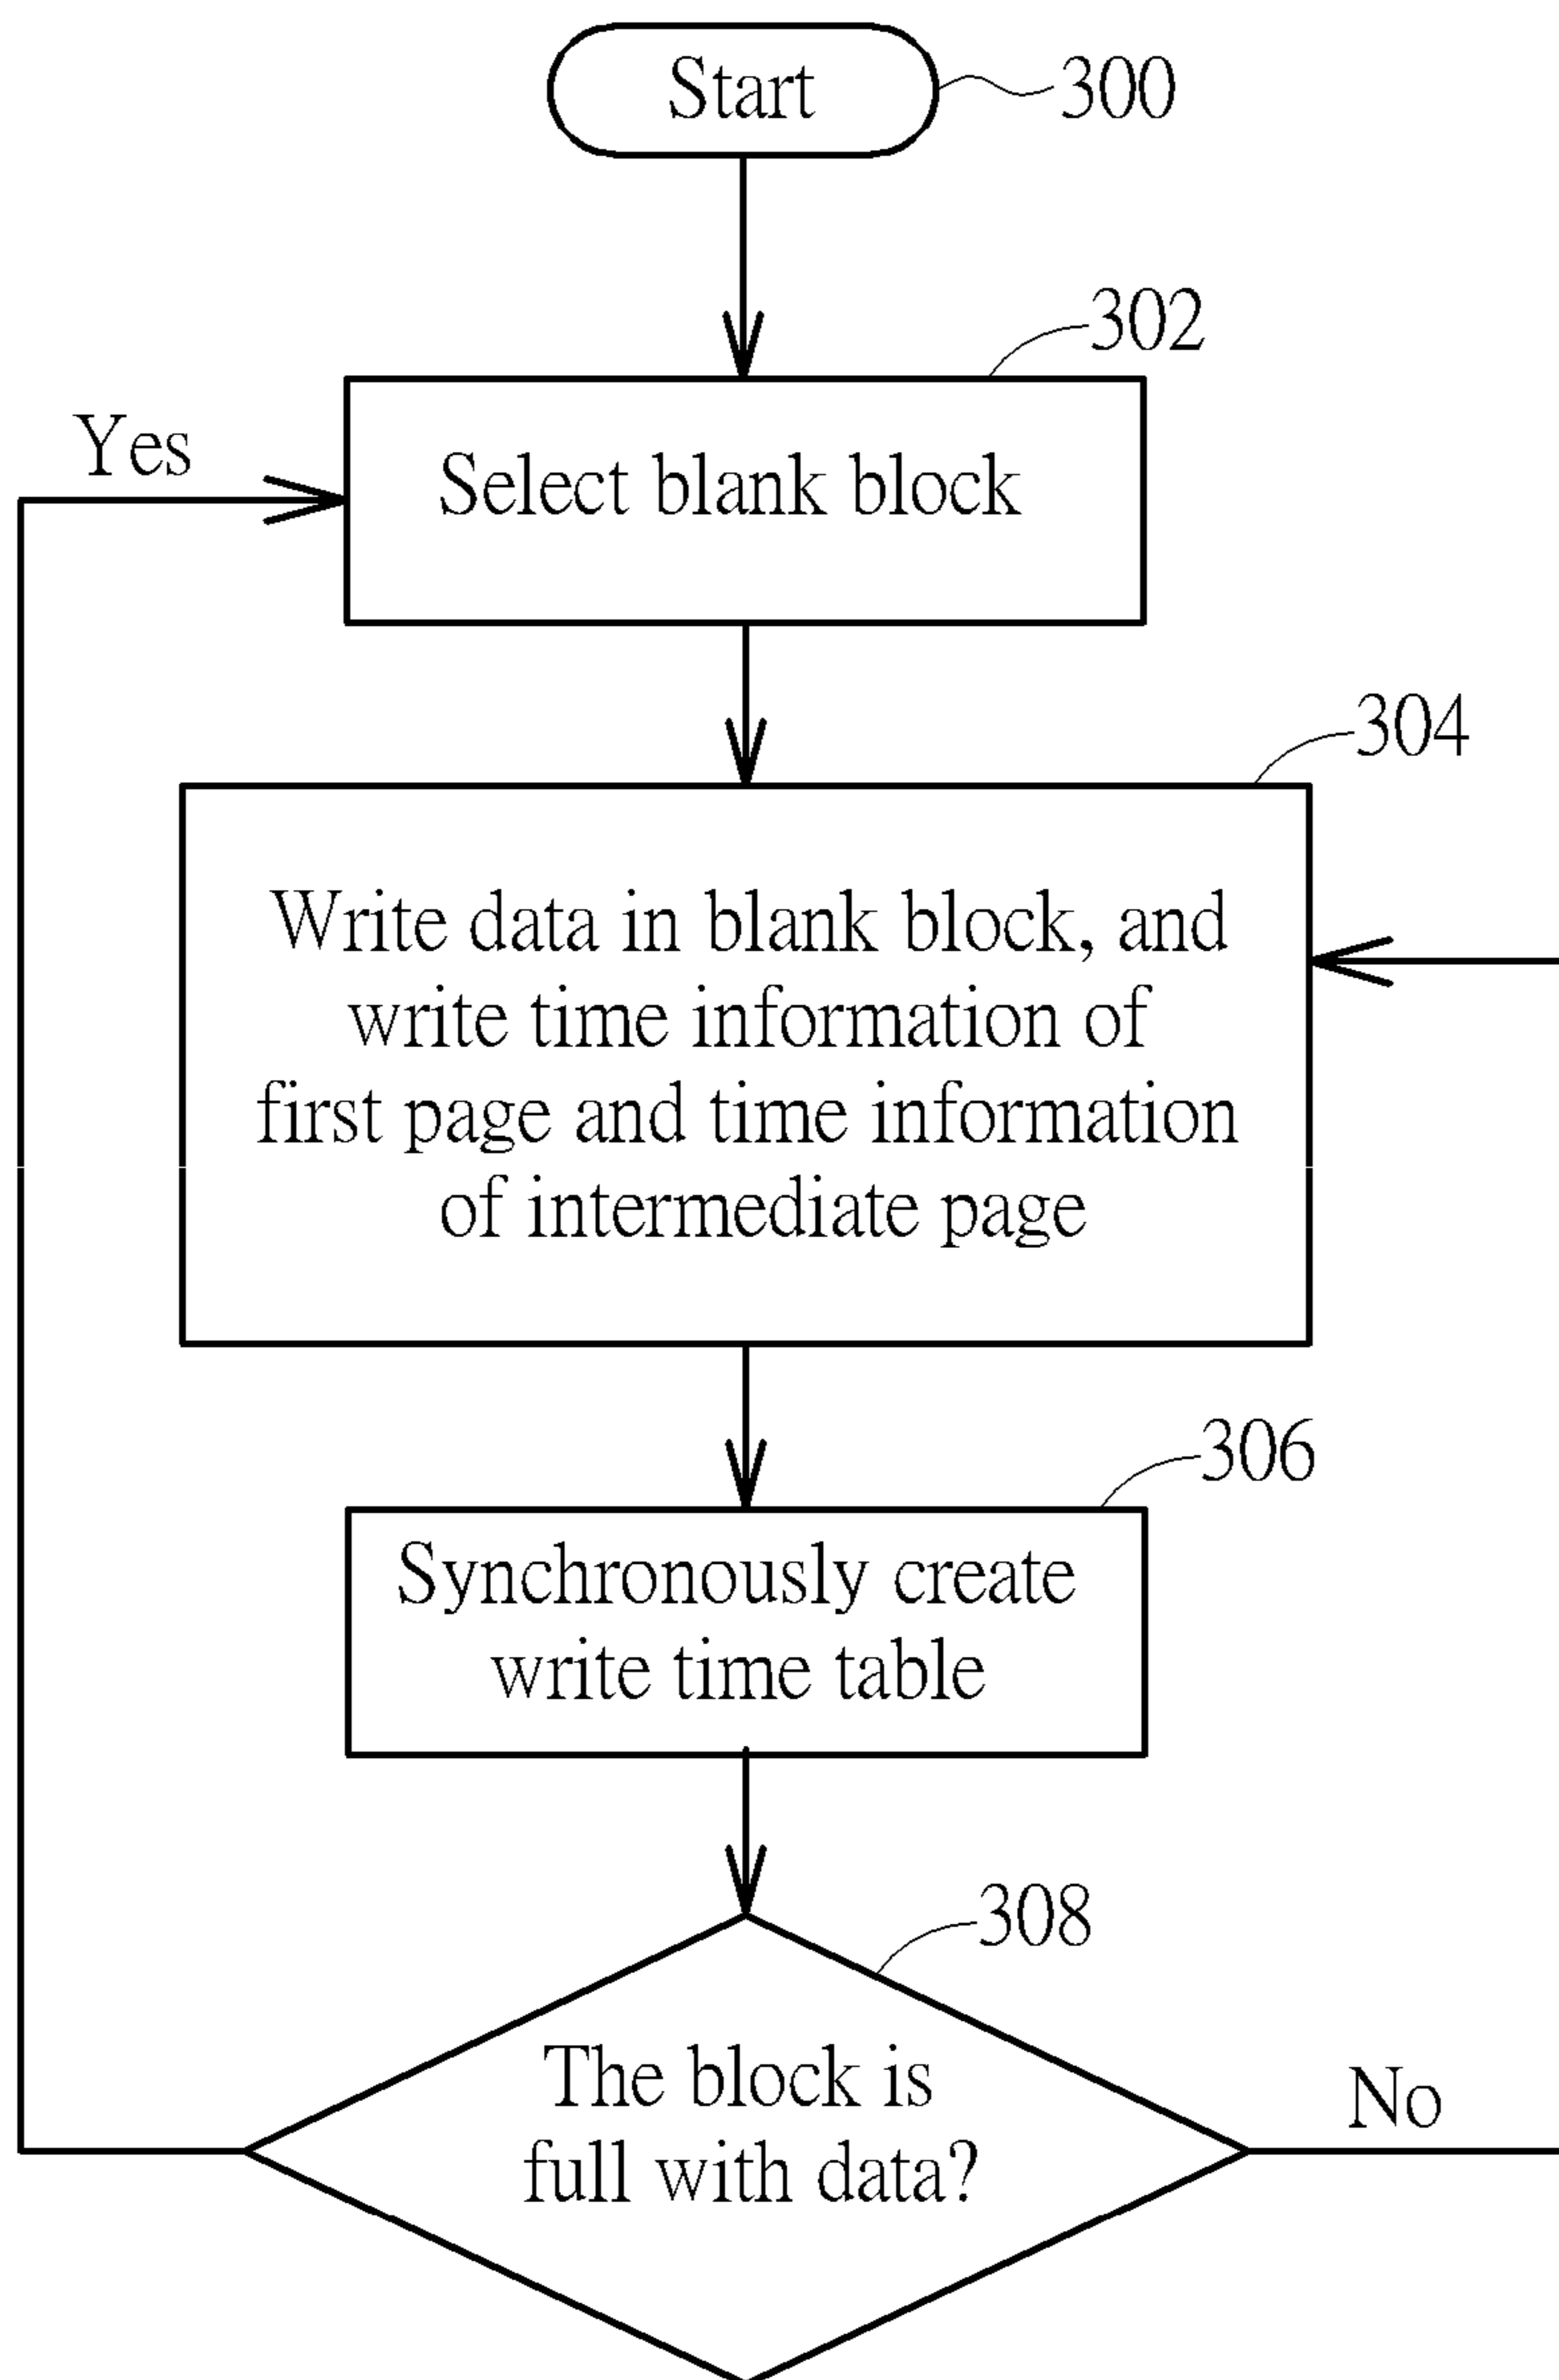 Start
300
302
Yes
Select blank block
304
Write data in blank block, and
write time information of
first page and time information
of intermediate page
306
Synchronously create
write time table
308
The block is
full with data?
No